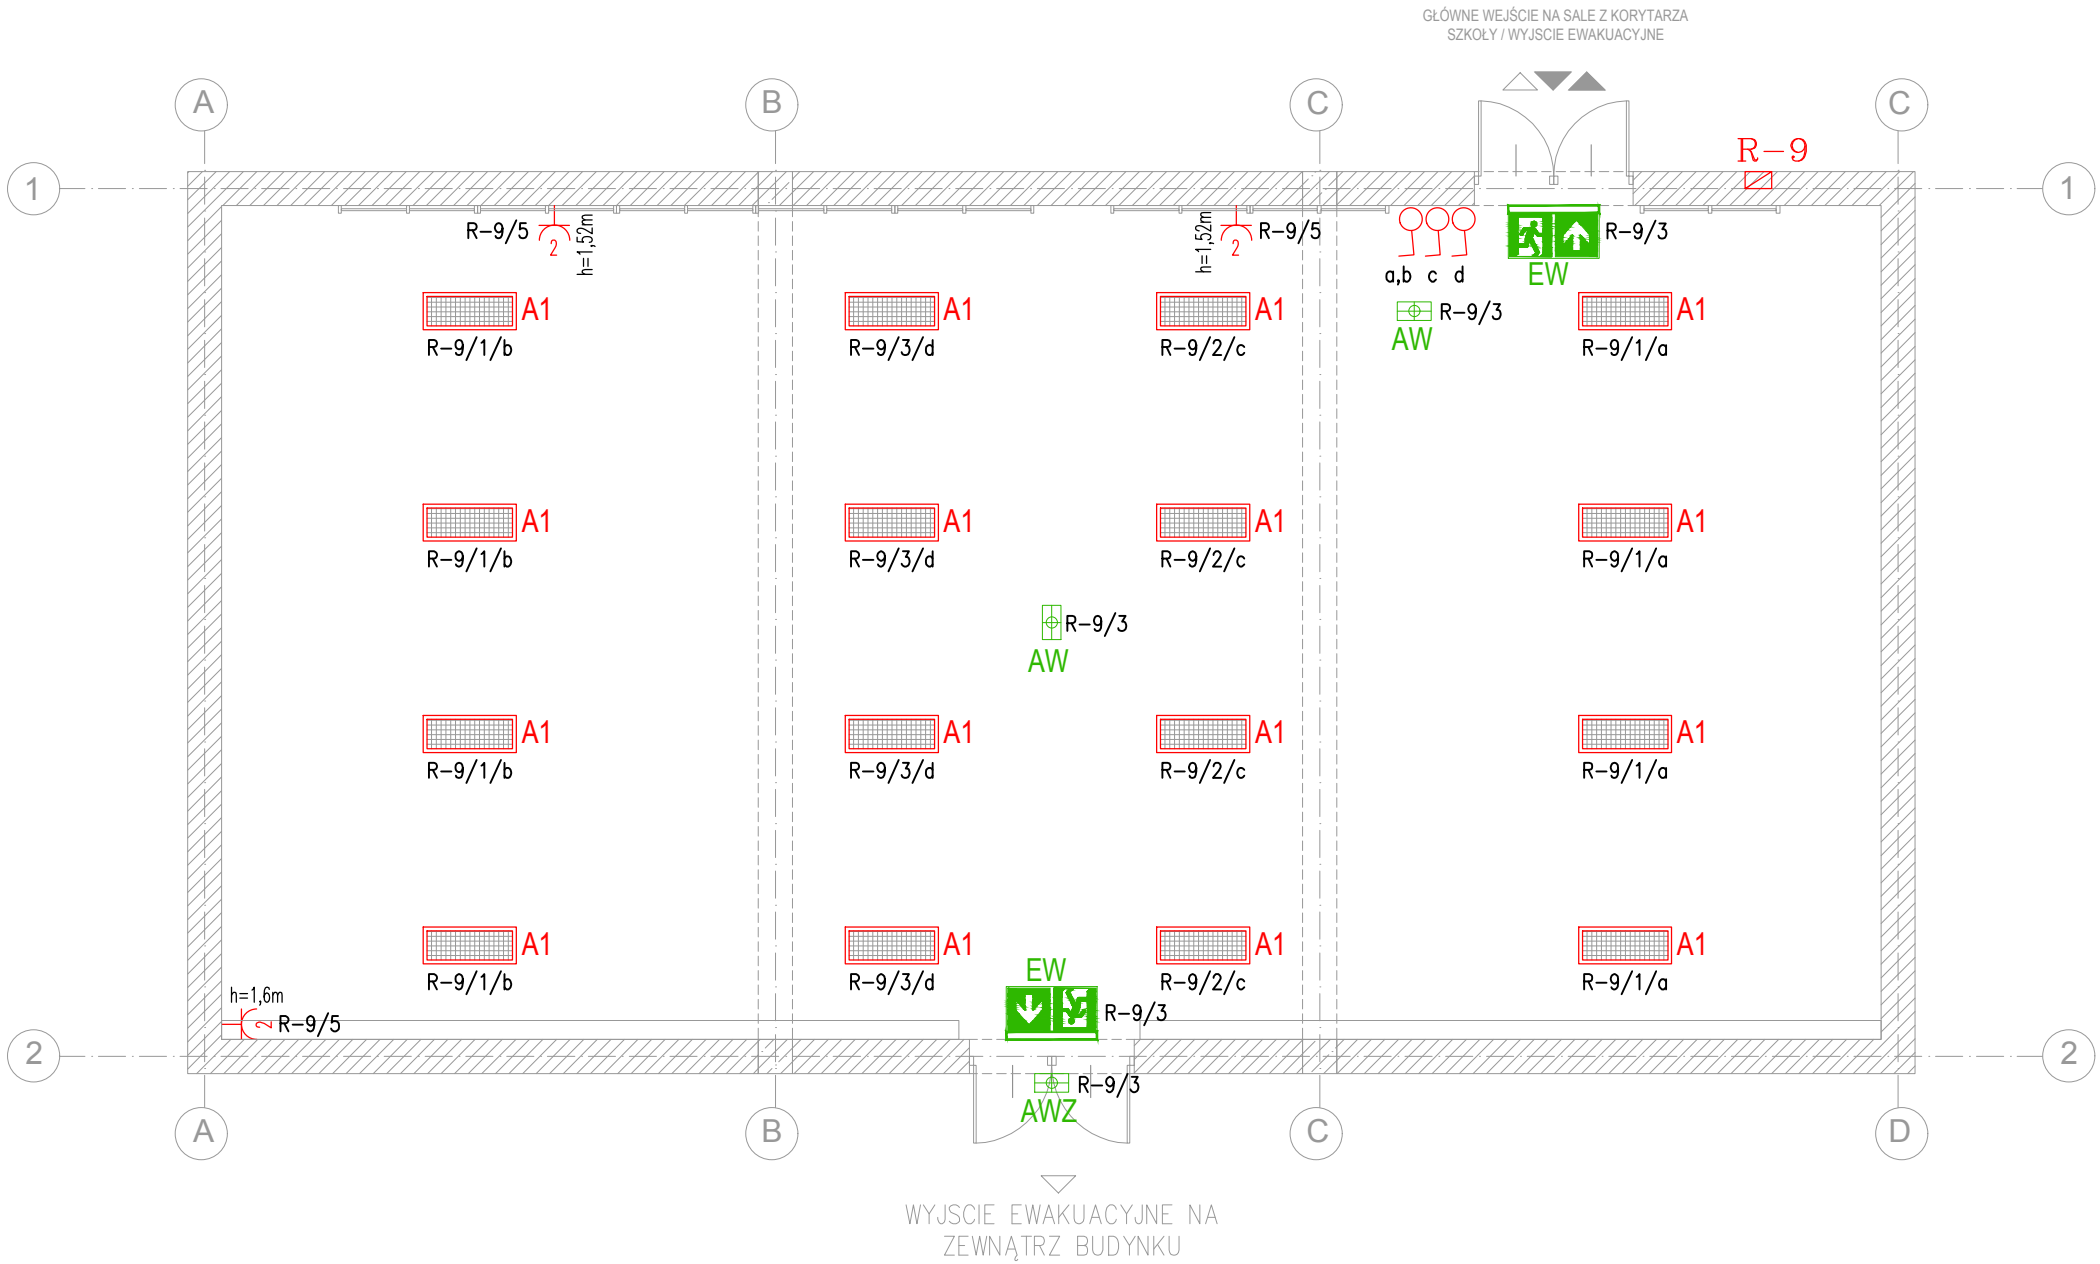 GŁÓWNE WEJŚCIE NA SALE Z KORYTARZA
SZKOŁY / WYJSCIE EWAKUACYJNE
A
B
C
C
R-9
1
1
R-9/5
2
h=1,52m
h=1,52m
2
R-9/5
a,b
c
d
EW
R-9/3
A1
R-9/1/b
A1
R-9/3/d
A1
R-9/2/c
AW
R-9/3
A1
R-9/1/a
A1
R-9/1/b
A1
R-9/3/d
A1
R-9/2/c
A1
R-9/1/a
R-9/3
AW
A1
R-9/1/b
A1
R-9/3/d
A1
R-9/2/c
A1
R-9/1/a
A1
R-9/1/b
A1
R-9/3/d
A1
R-9/2/c
A1
R-9/1/a
EW
R-9/3
h=1,6m
2
R-9/5
2
2
R-9/3
AWZ
A
B
C
D
WYJSCIE EWAKUACYJNE NA
ZEWNĄTRZ BUDYNKU